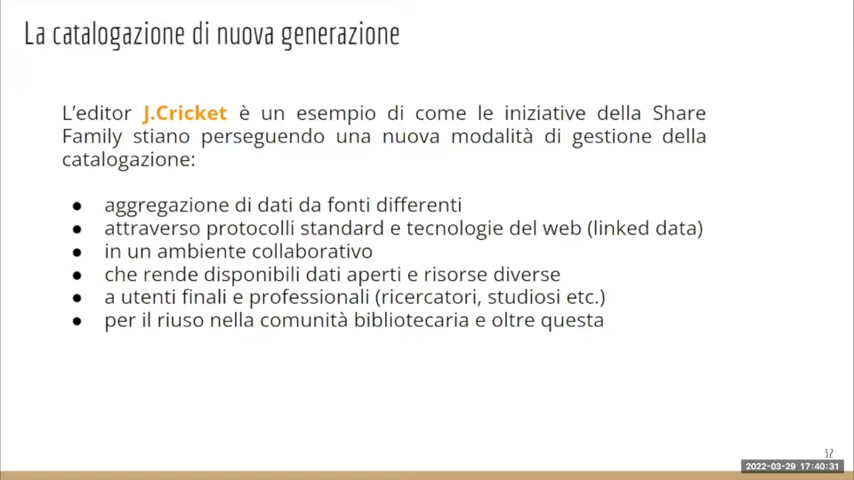 La catalogazione di nuova generazione
L'editor J.Cricket è un esempio di come le iniziative della Share
Family stiano perseguendo una nuova modalità di gestione della
catalogazione:
● aggregazione di dati da fonti differenti
● attraverso protocolli standard e tecnologie del web (linked data)
● in un ambiente collaborativo
● che rende disponibili dati aperti e risorse diverse
● a utenti finali e professionali (ricercatori, studiosi etc.)
● per il riuso nella comunità bibliotecaria e oltre questa
32
2022-03-29 17:40:31